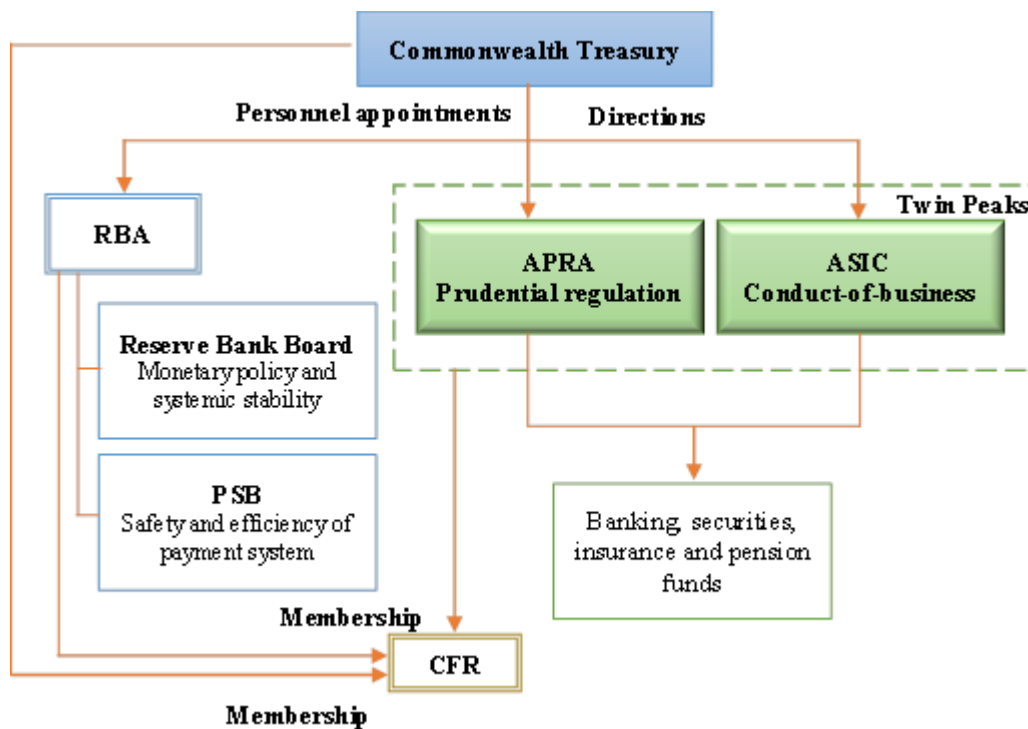 Commonwealth Treasury
Personnel appointments
Directions
Twin Peaks
RBA
APRA
Prudential regulation
ASIC
Conduct-of-business
Reserve Bank Board
Monetary policy and
systemic stability
PSB
Safety and efficiency of
payment system
Banking, securities,
insurance and pension
funds
Membership
CFR
Membership